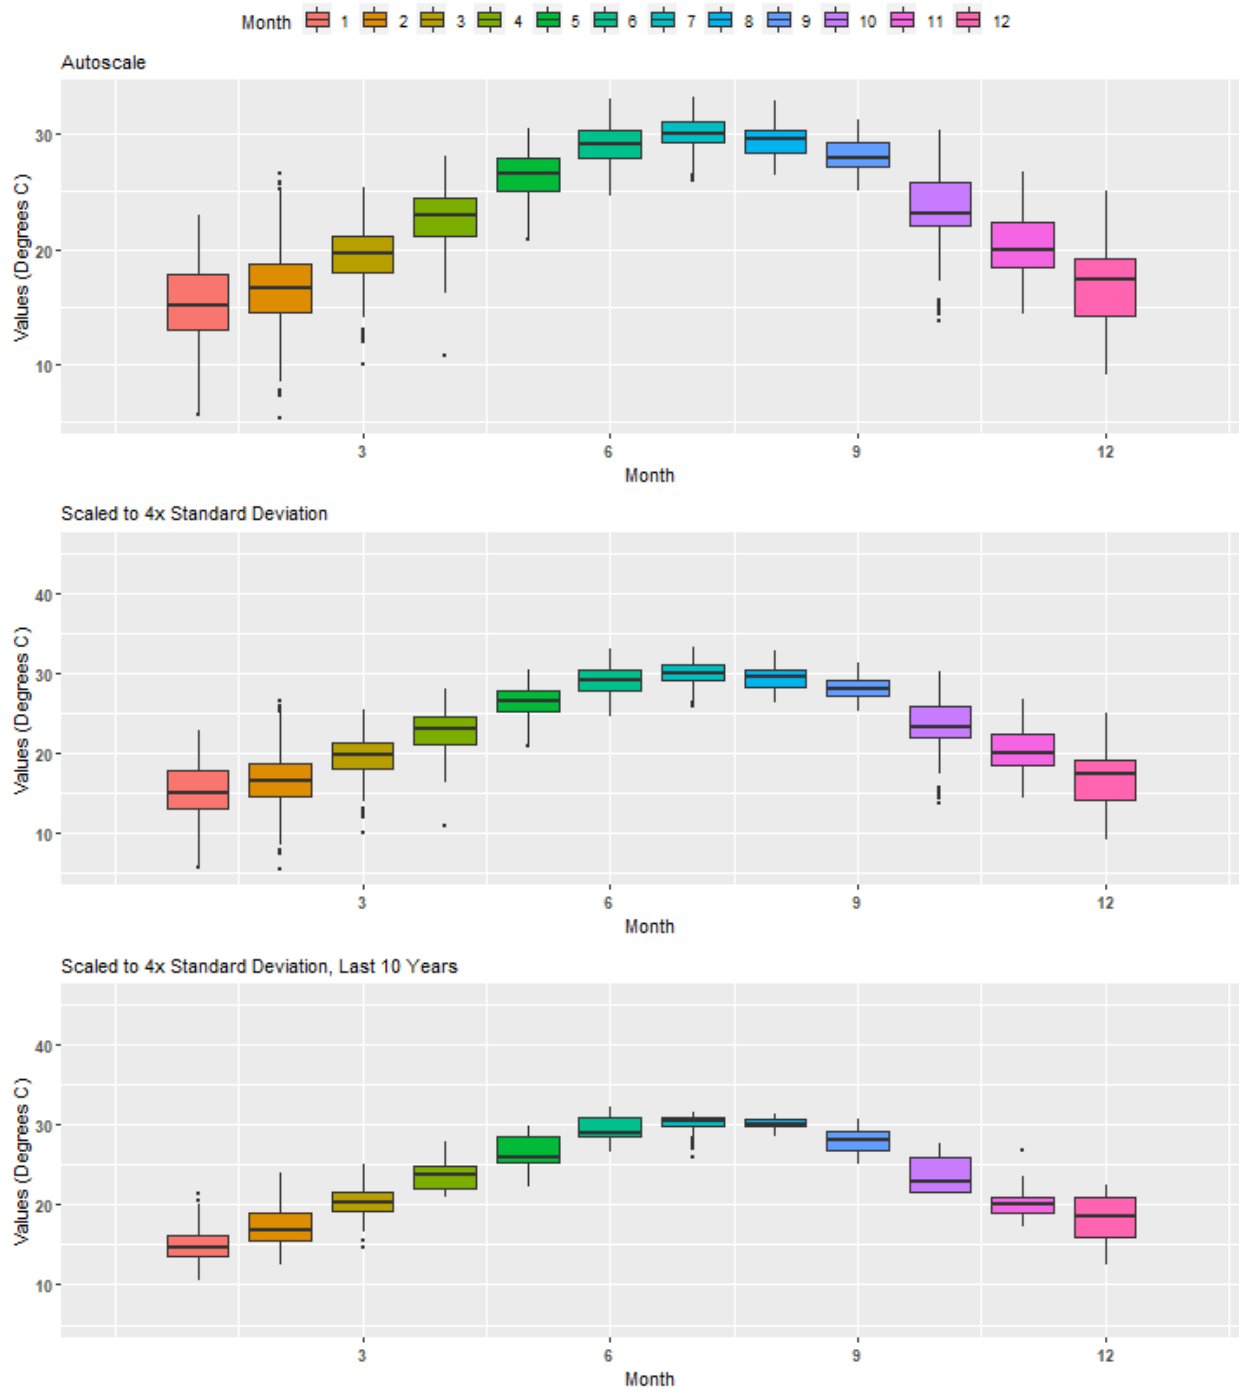 Month 1 2 3 4 5 6 7 8 9 10 11 12
Autoscale
Values (Degrees C)
30
20
10
3 6 9 12
Month
Scaled to 4x Standard Deviation
Values (Degrees C)
40
30
20
10
3 6 9 12
Month
Scaled to 4x Standard Deviation, Last 10 Years
Values (Degrees C)
40
30
20
10
3 6 9 12
Month